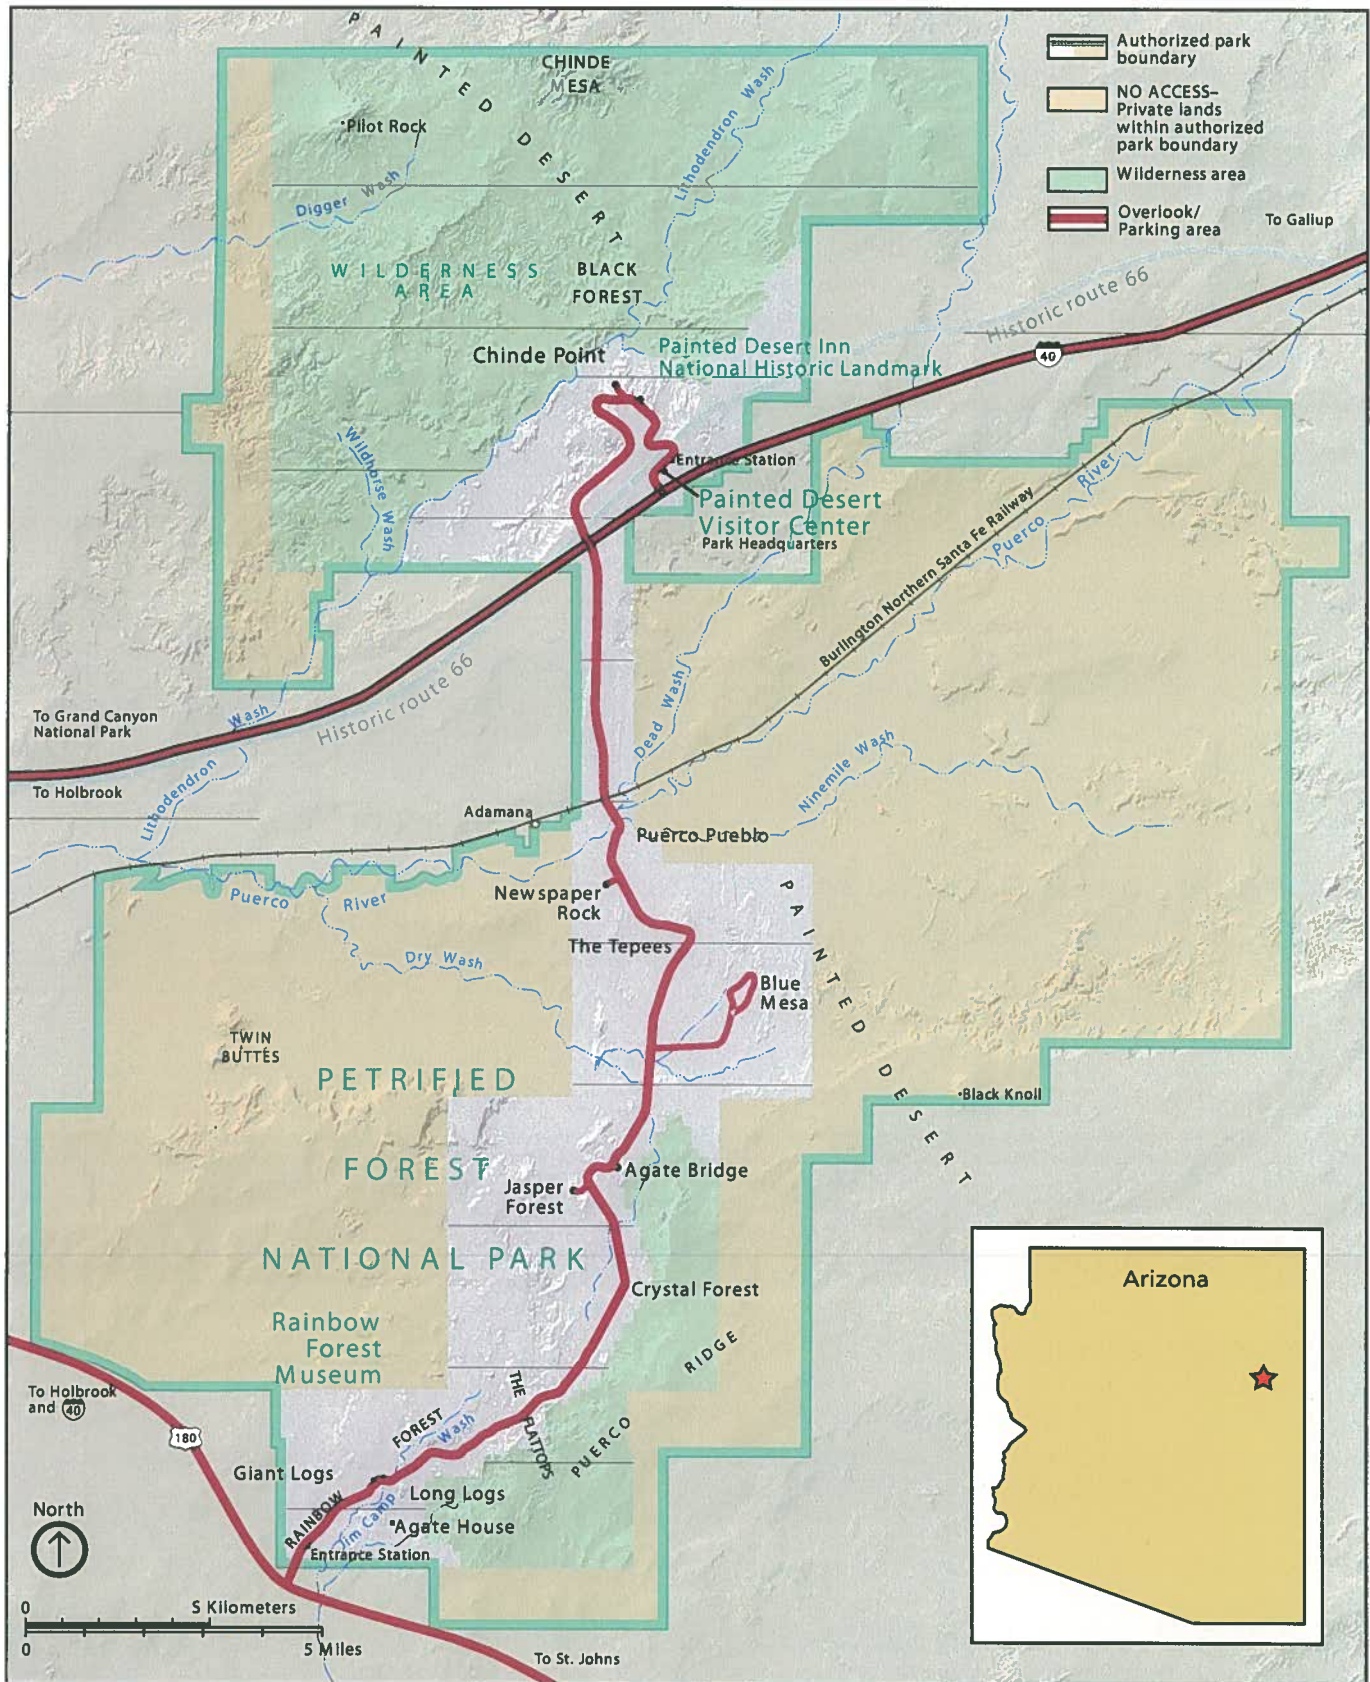 PAINTED DESERT
CHINDE
MESA
Lithodendron Wash
Authorized park
boundary
NO ACCESS–
Private lands
within authorized
park boundary
Wilderness area
Overlook/
Parking area
To Gallup
Pilot Rock
Digger Wash
WILDERNESS
AREA
BLACK
FOREST
Historic route 66
40
Chinde Point
Painted Desert Inn
National Historic Landmark
Wildhorse Wash
Entrance Station
Painted Desert
Visitor Center
Park Headquarters
Burlington Northern Santa Fe Railway
Puerco River
To Grand Canyon
National Park
Historic route 66
Lithodendron Wash
To Holbrook
Dead Wash
Ninemile Wash
Adamana
Puerco Pueblo
Puerco River
Newspaper
Rock
PAINTED DESERT
The Tepees
Dry Wash
Blue
Mesa
TWIN
BUTTES
PETRIFIED
Black Knoll
FOREST
Agate Bridge
Jasper
Forest
NATIONAL PARK
Crystal Forest
Rainbow
Forest
Museum
PUERCO RIDGE
THE FLATTOPS
To Holbrook
and 40
180
RAINBOW FOREST
Jim Camp Wash
Giant Logs
Long Logs
Agate House
Entrance Station
North
0 5 Kilometers
0 5 Miles
To St. Johns
Arizona